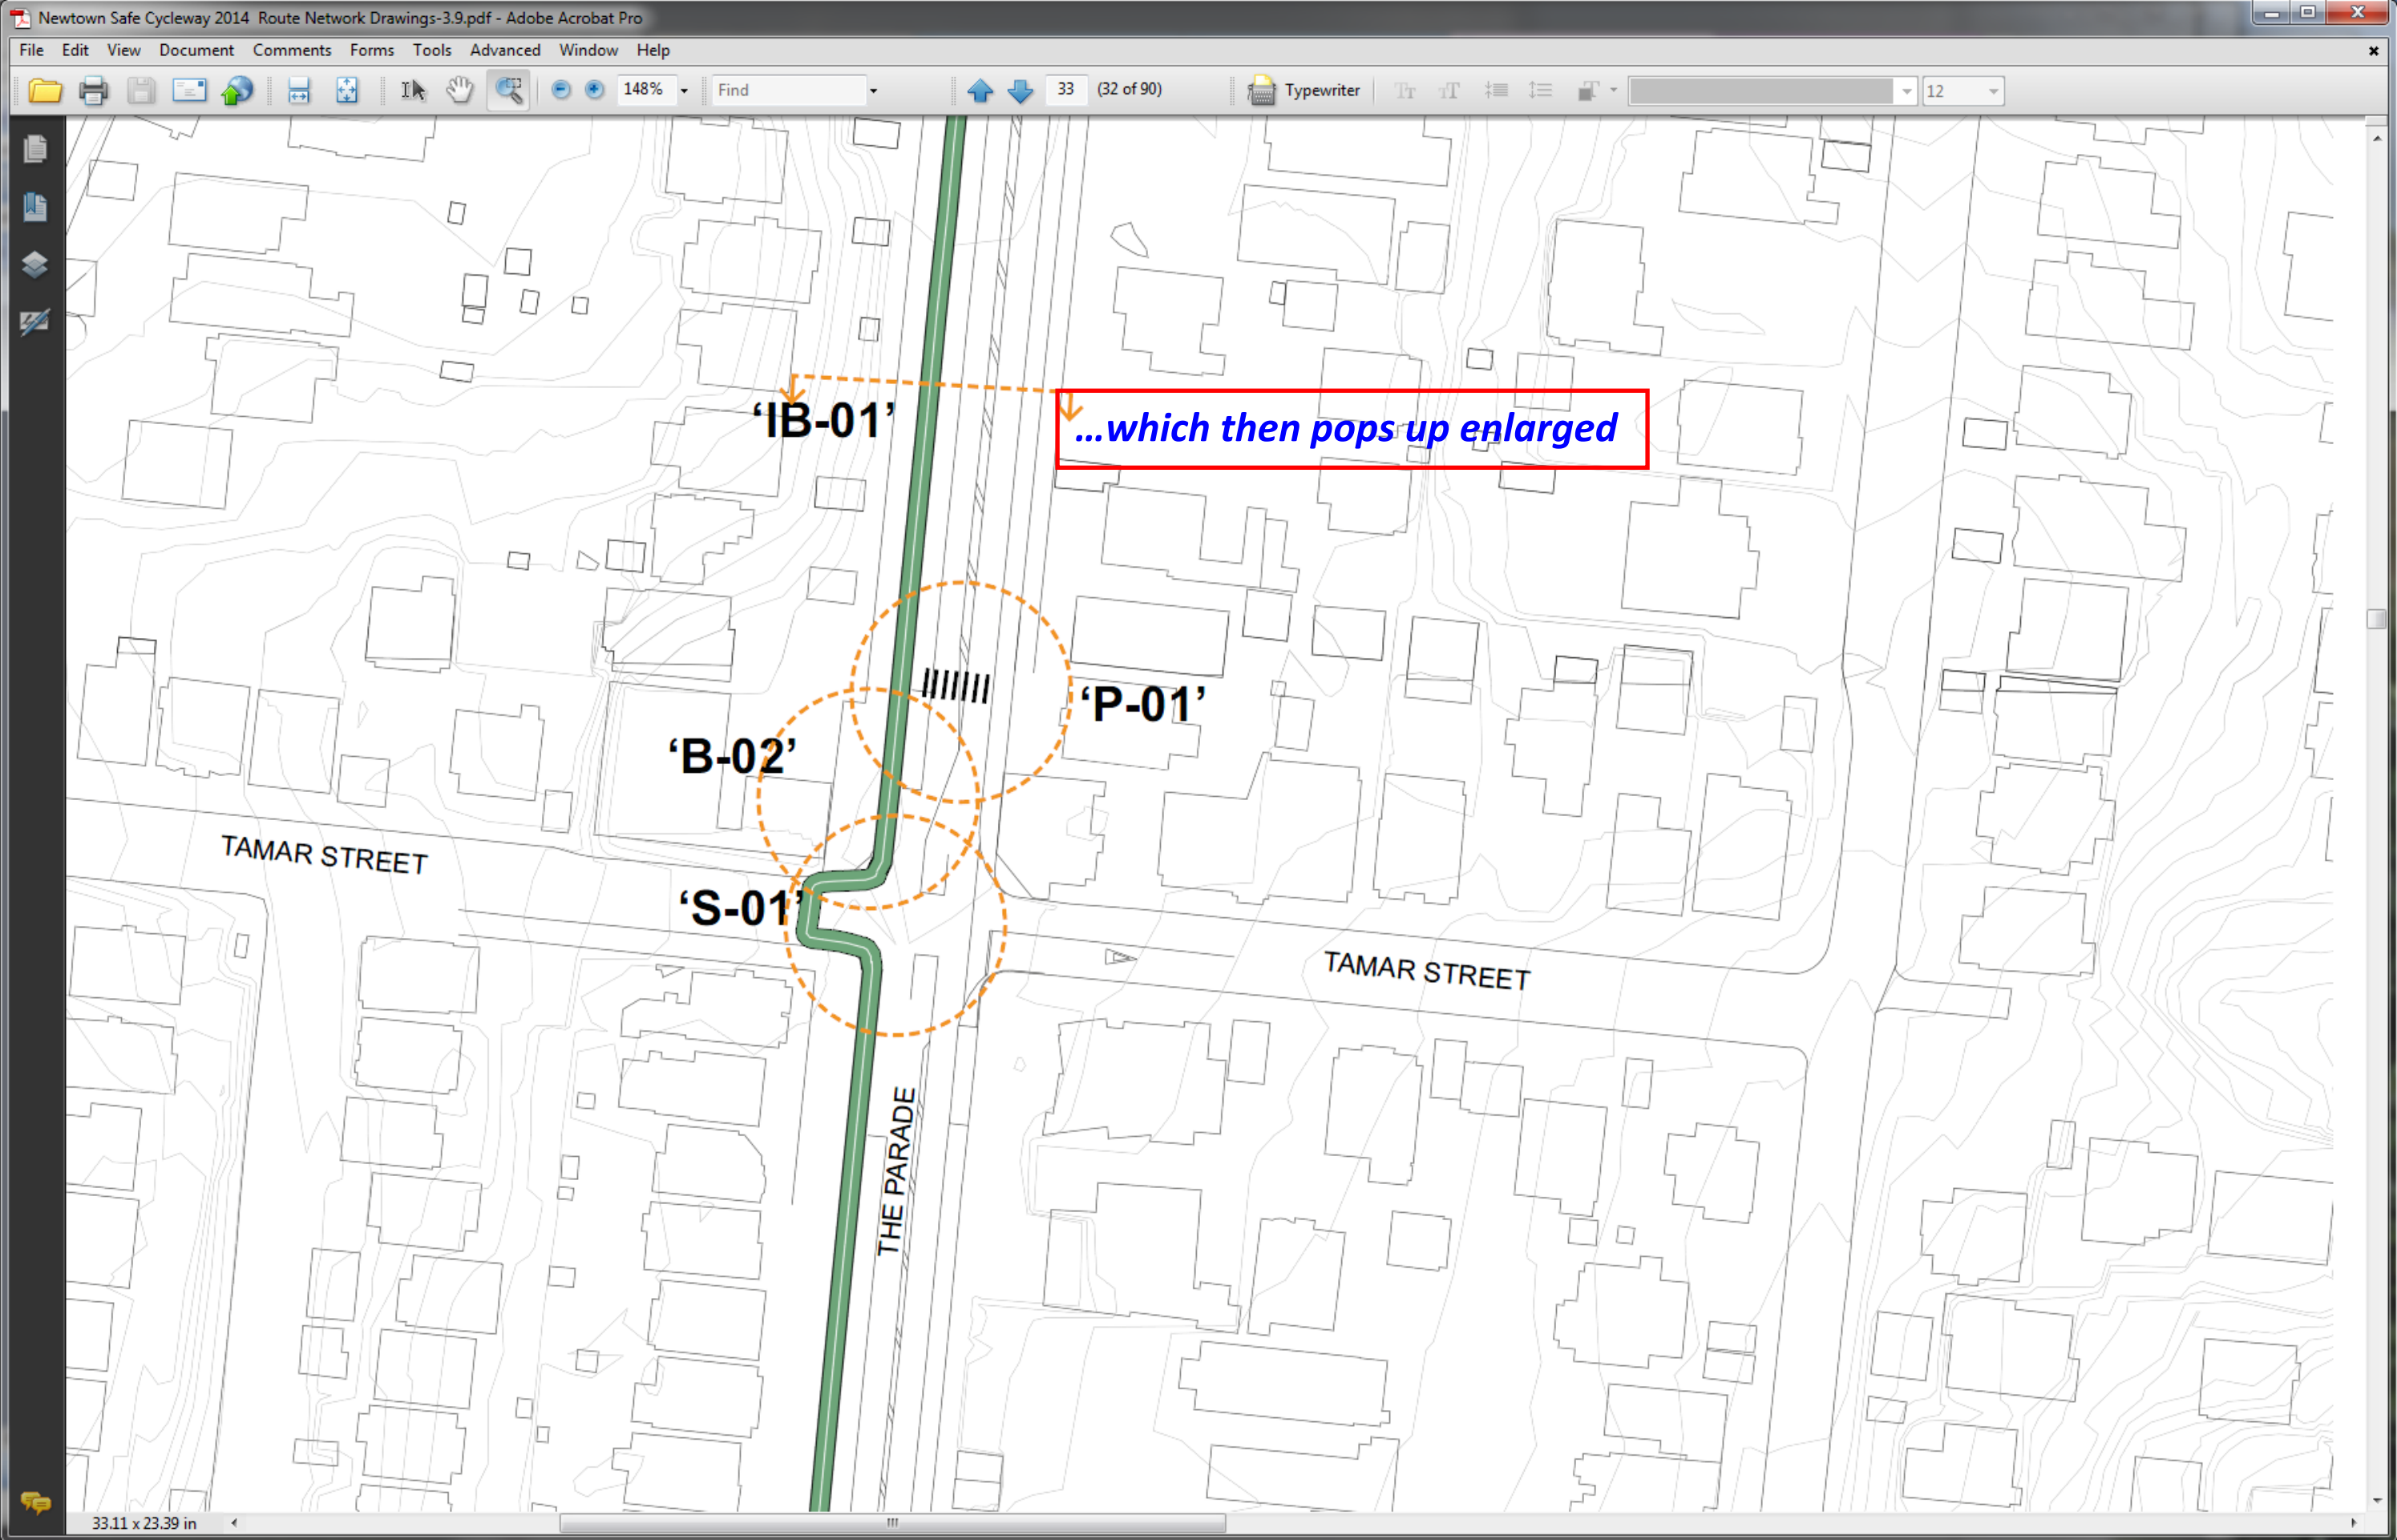 Newtown Safe Cycleway 2014 Route Network Drawings-3.9.pdf - Adobe Acrobat Pro
File Edit View Document Comments Forms Tools Advanced Window Help
148% Find 33 (32 of 90) Typewriter 12
‘IB-01’
...which then pops up enlarged
‘P-01’
‘B-02’
TAMAR STREET
‘S-01’
TAMAR STREET
THE PARADE
33.11 x 23.39 in